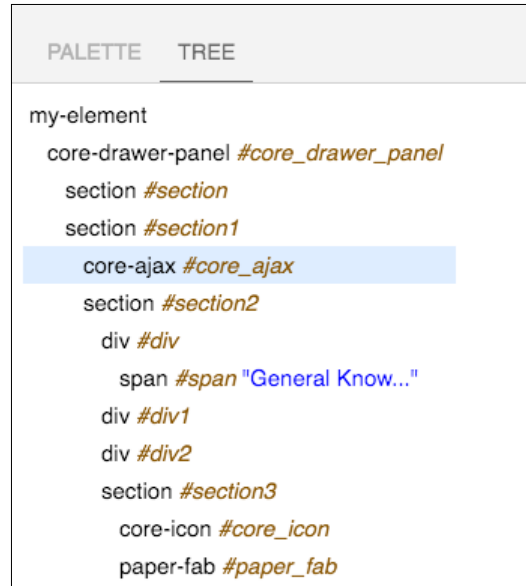 PALETTE TREE
my-element
core-drawer-panel #core_drawer_panel
section #section
section #section1
core-ajax #core_ajax
section #section2
div #div
span #span "General Know..."
div #div1
div #div2
section #section3
core-icon #core_icon
paper-fab #paper_fab